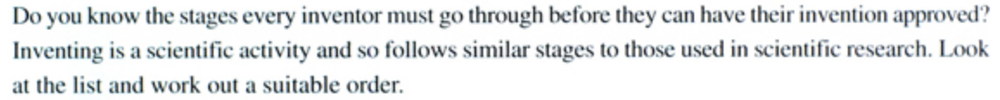 Do you know the stages every inventor must go through before they can have their invention approved?
Inventing is a scientific activity and so follows similar stages to those used in scientific research. Look
at the list and work out a suitable order.